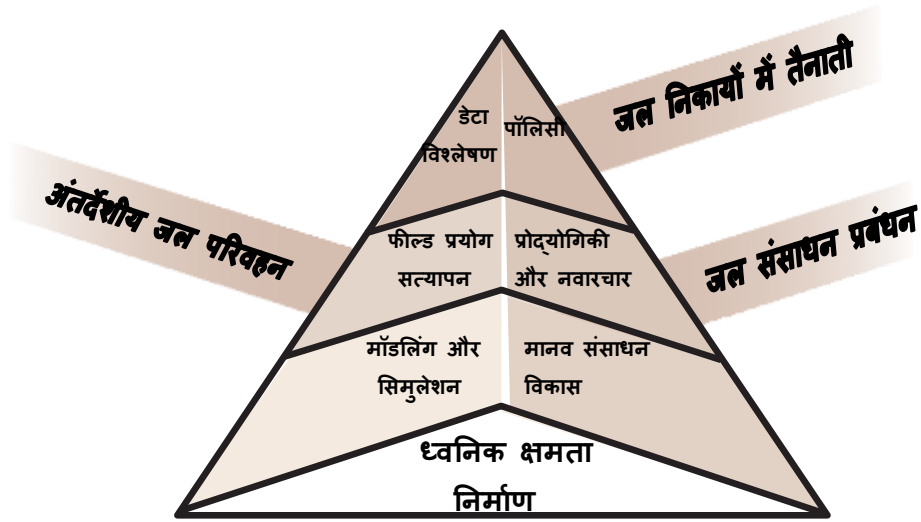 जल निकायों में तैनाती
डेटा
विश्लेषण
पॉलिसी
अंतर्देशीय जल परिवहन
जल संसाधन प्रबंधन
फील्ड प्रयोग
सत्यापन
प्रोद्योगिकी
और नवारचार
मॉडलिंग और
सिमुलेशन
मानव संसाधन
विकास
ध्वनिक क्षमता
निर्माण